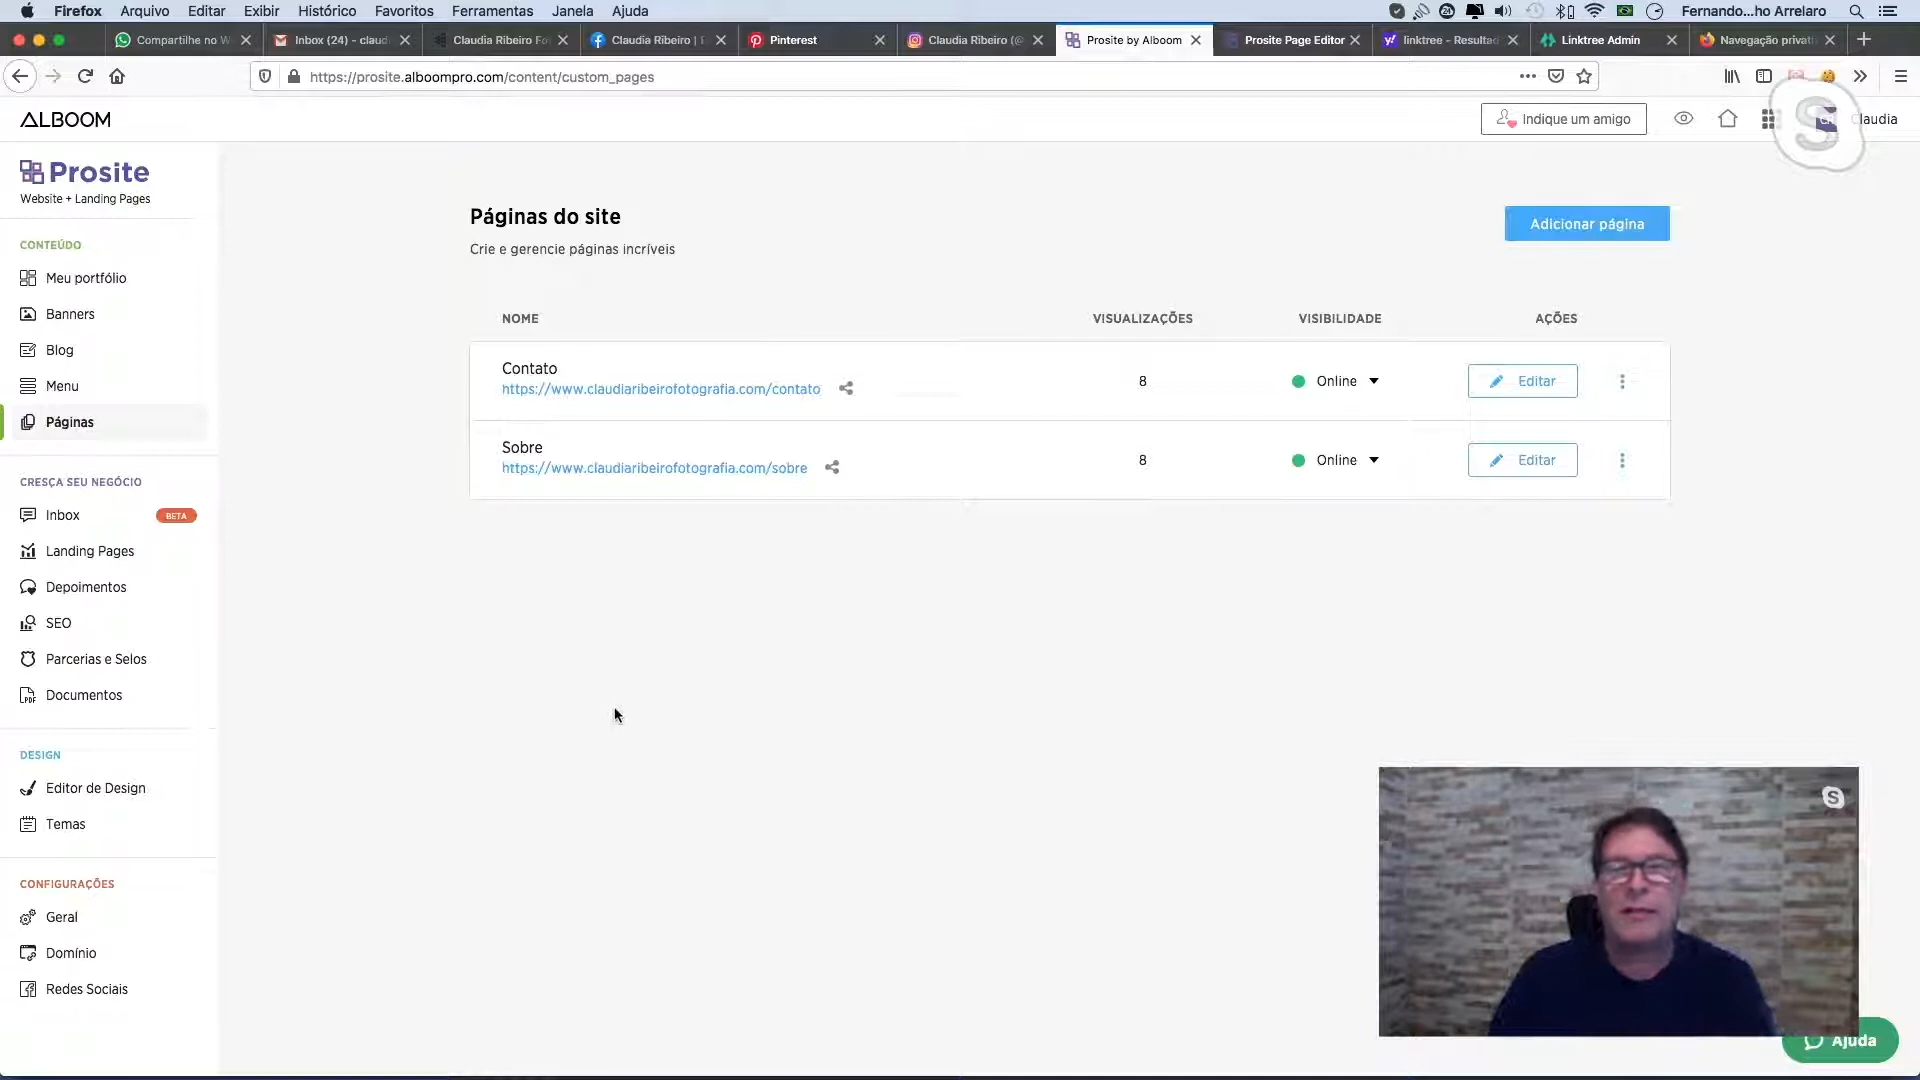 Firefox Arquivo Editar Exibir Histórico Favoritos Ferramentas Janela Ajuda Fernando...ho Arrelaro
Compartilhe no W Inbox (24) - claud Claudia Ribeiro Fo Claudia Ribeiro | F Pinterest Claudia Ribeiro (@ Prosite by Alboom Prosite Page Editor linktree - Resultad Linktree Admin Navegação privati
https://prosite.alboompro.com/content/custom_pages
ALBOOM Indique um amigo Claudia
Prosite
Website + Landing Pages
CONTEÚDO
Meu portfólio
Banners
Blog
Menu
Páginas
CRESÇA SEU NEGÓCIO
Inbox BETA
Landing Pages
Depoimentos
SEO
Parcerias e Selos
Documentos
DESIGN
Editor de Design
Temas
CONFIGURAÇÕES
Geral
Domínio
Redes Sociais
Páginas do site
Crie e gerencie páginas incríveis
Adicionar página
NOME VISUALIZAÇÕES VISIBILIDADE AÇÕES
Contato
https://www.claudiaribeirofotografia.com/contato
8 Online Editar
Sobre
https://www.claudiaribeirofotografia.com/sobre
8 Online Editar
Ajuda